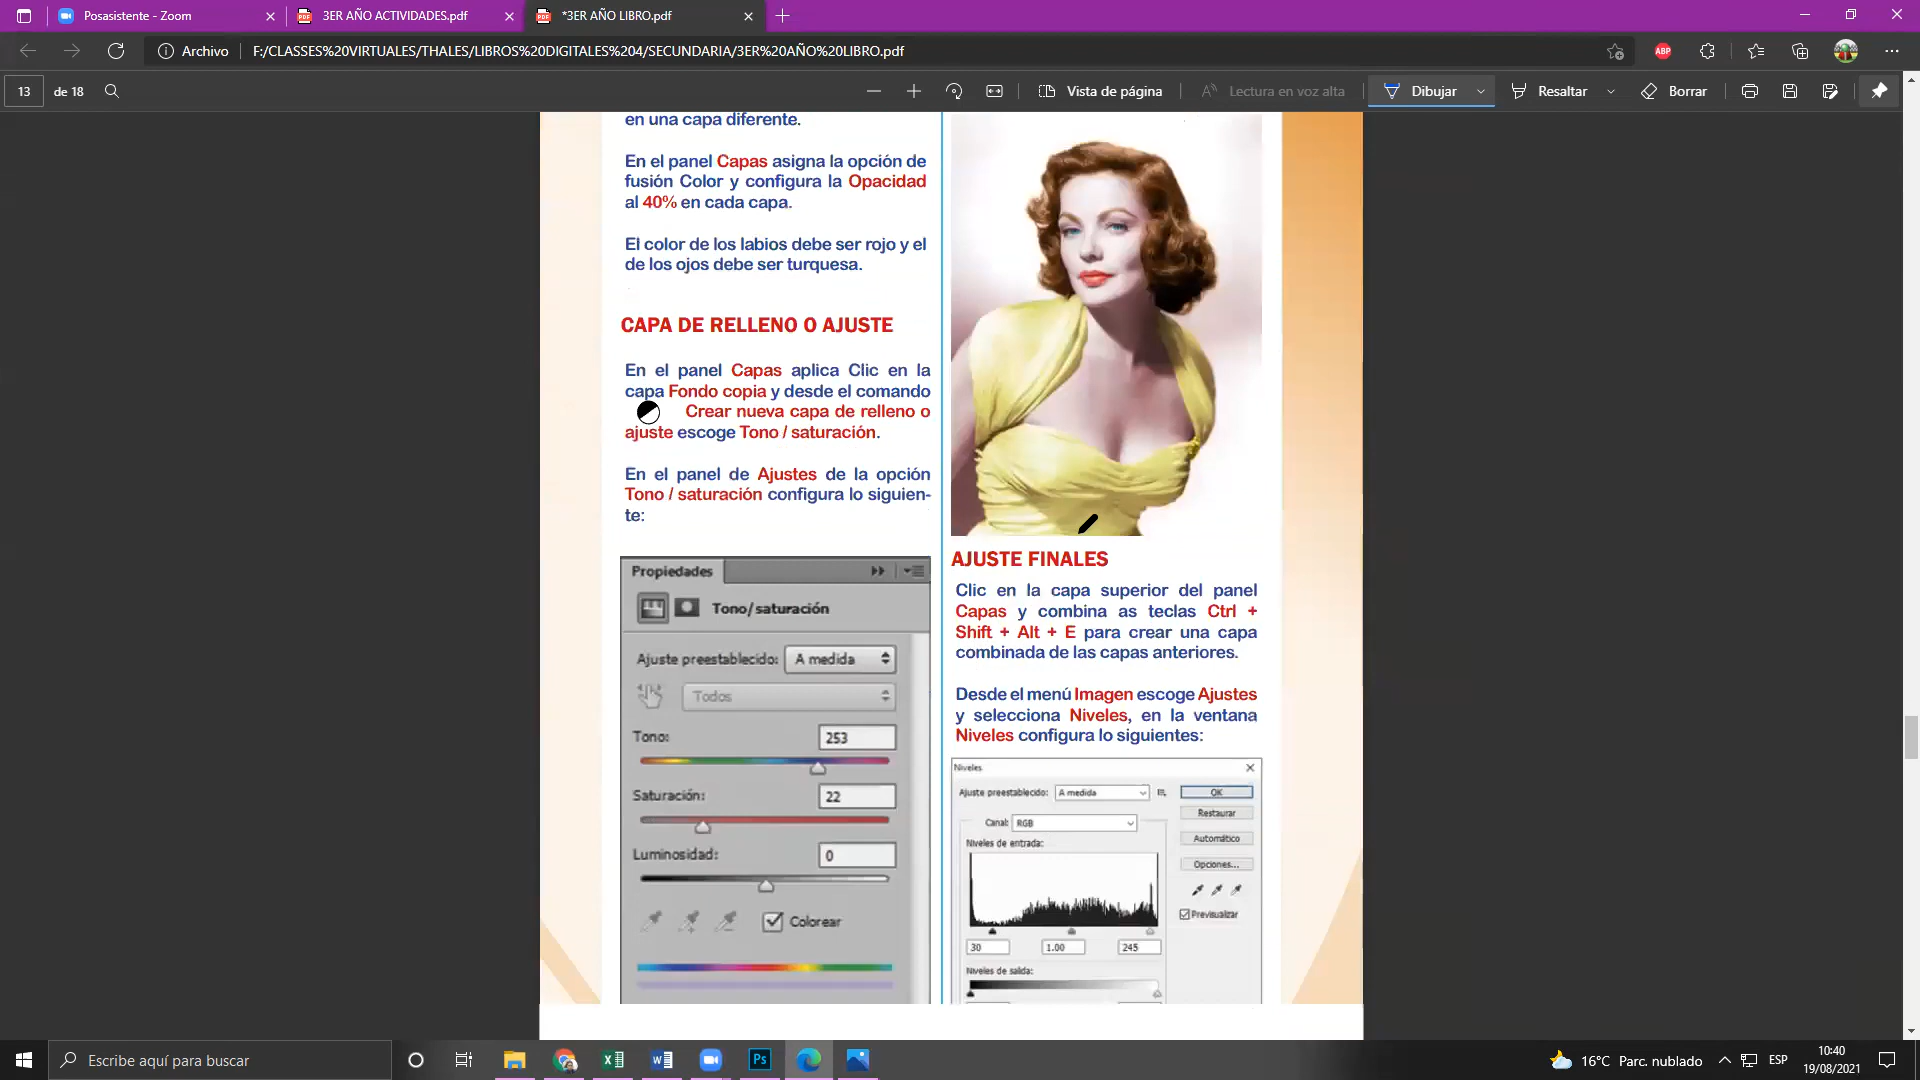 Posasistente - Zoom
3ER AÑO ACTIVIDADES.pdf
*3ER AÑO LIBRO.pdf
Archivo
F:/CLASSES%20VIRTUALES/THALES/LIBROS%20DIGITALES%204/SECUNDARIA/3ER%20AÑO%20LIBRO.pdf
ABP
13 de 18
Vista de página
Lectura en voz alta
Dibujar
Resaltar
Borrar
en una capa diferente.
En el panel Capas asigna la opción de
fusión Color y configura la Opacidad
al 40% en cada capa.
El color de los labios debe ser rojo y el
de los ojos debe ser turquesa.
CAPA DE RELLENO O AJUSTE
En el panel Capas aplica Clic en la
capa Fondo copia y desde el comando
Crear nueva capa de relleno o
ajuste escoge Tono / saturación.
En el panel de Ajustes de la opción
Tono / saturación configura lo siguien-
te:
Propiedades
Tono/saturación
Ajuste preestablecido: A medida
Todos
Tono: 253
Saturación: 22
Luminosidad: 0
Colorear
AJUSTE FINALES
Clic en la capa superior del panel
Capas y combina as teclas Ctrl +
Shift + Alt + E para crear una capa
combinada de las capas anteriores.
Desde el menú Imagen escoge Ajustes
y selecciona Niveles, en la ventana
Niveles configura lo siguientes:
Niveles
Ajuste preestablecido: A medida
OK
Restaurar
Canal: RGB
Automático
Niveles de entrada:
Opciones...
Previsualizar
30 1.00 245
Niveles de salida:
Escribe aquí para buscar
Ps
16°C Parc. nublado
ESP
10:40
19/08/2021